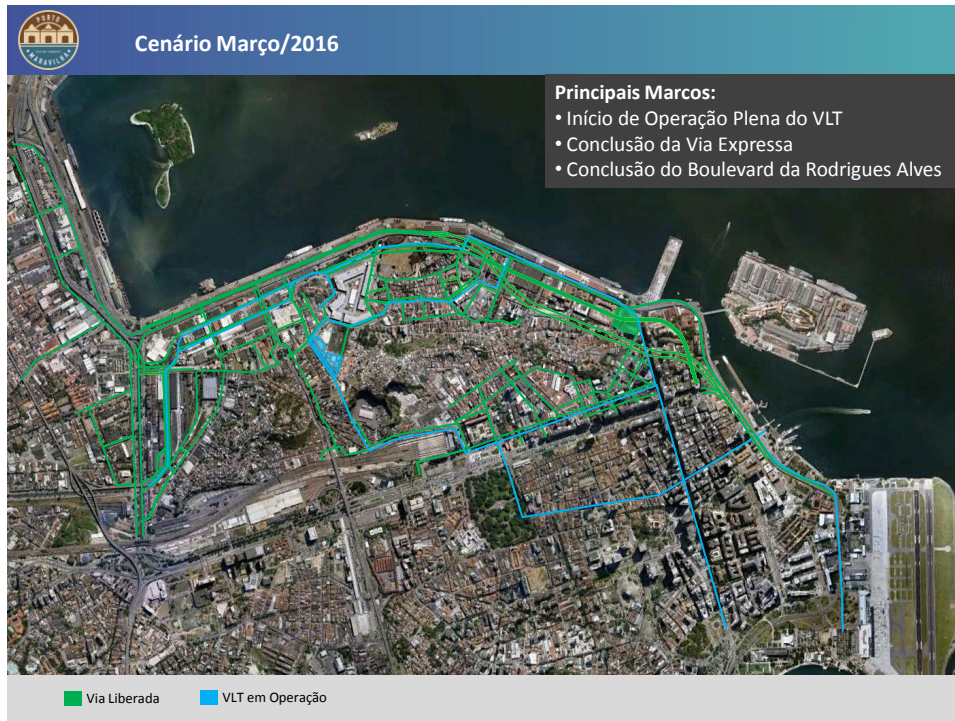 PORTO
MARAVILHA
Cenário Março/2016
Principais Marcos:
• Início de Operação Plena do VLT
• Conclusão da Via Expressa
• Conclusão do Boulevard da Rodrigues Alves
Via Liberada
VLT em Operação